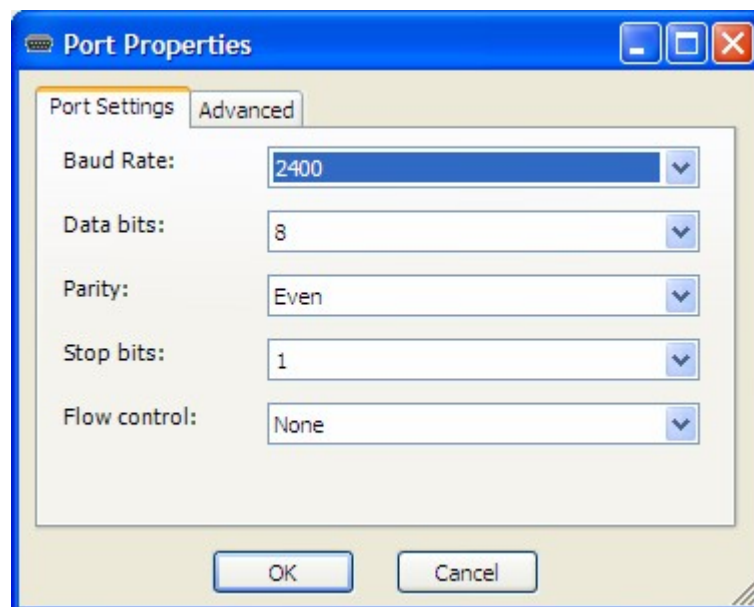 Port Properties
Port Settings Advanced
Baud Rate: 2400
Data bits: 8
Parity: Even
Stop bits: 1
Flow control: None
OK Cancel